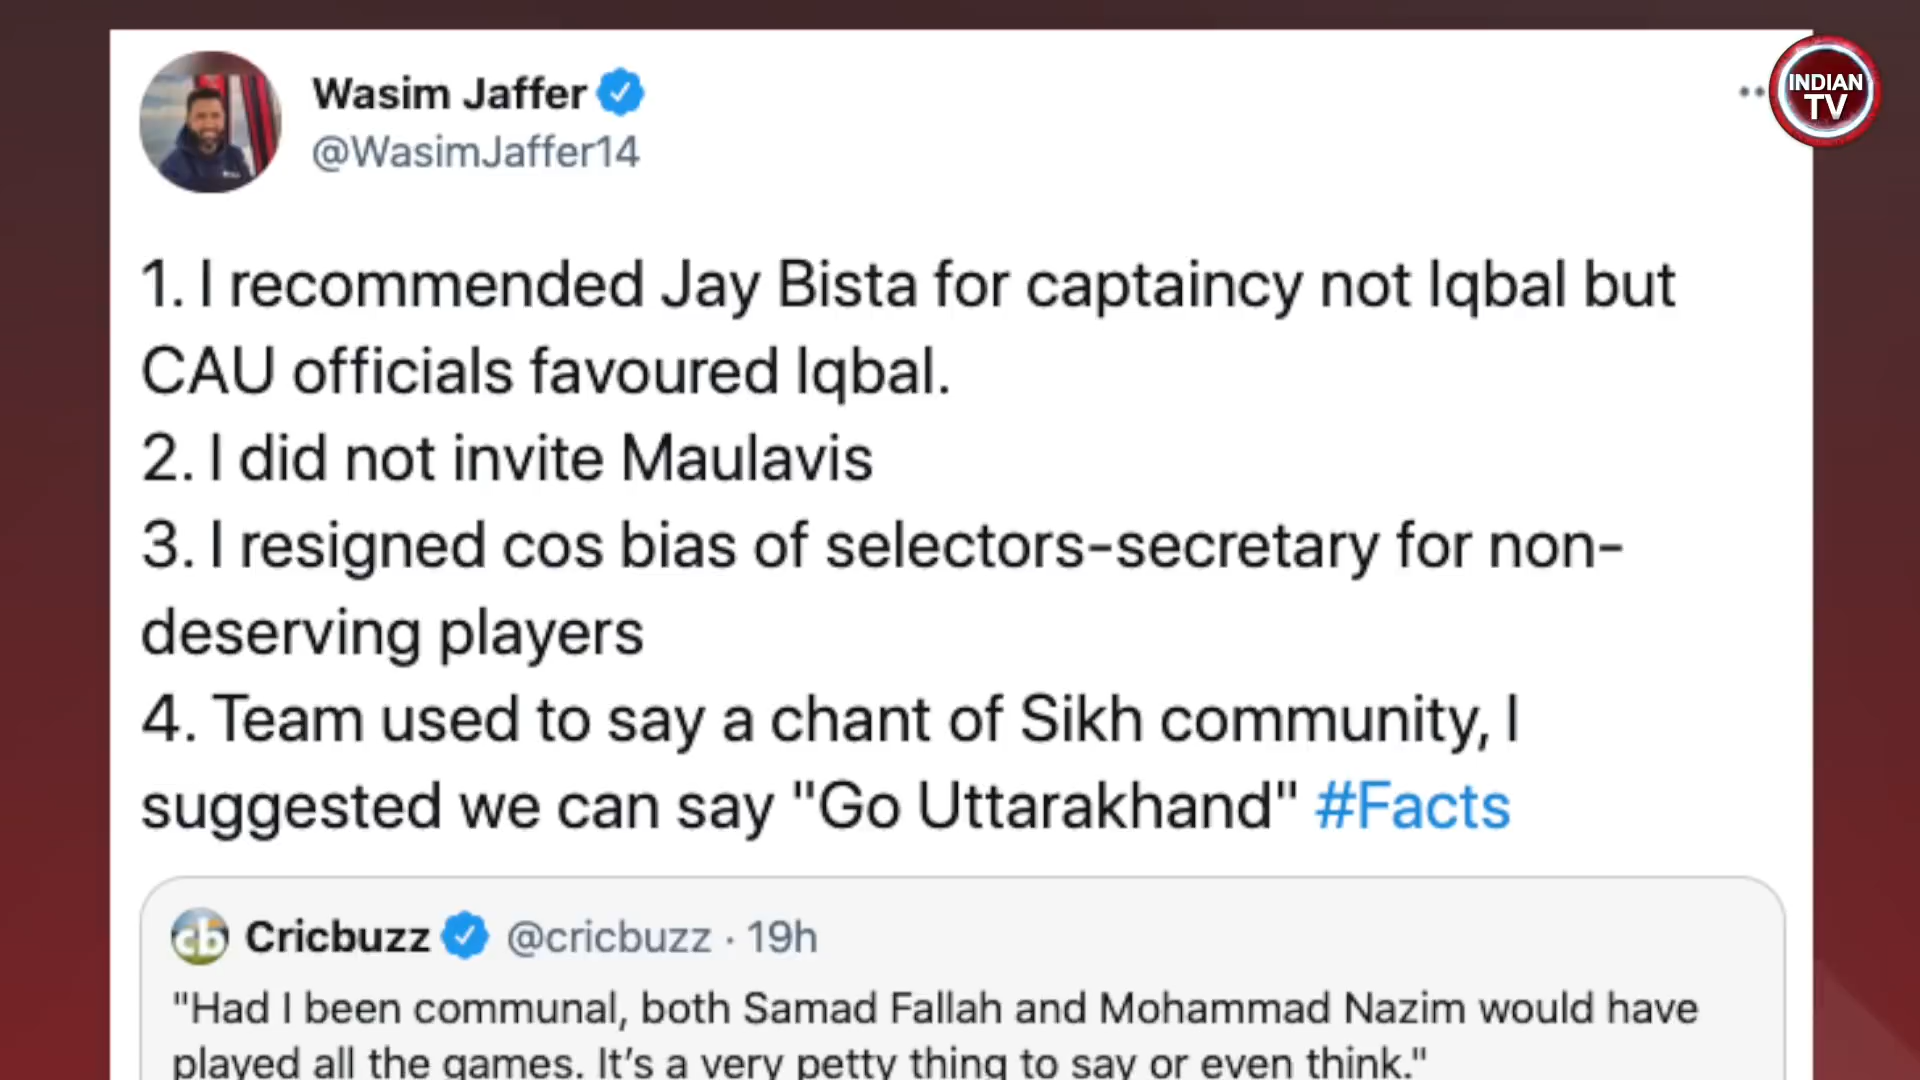 INDIAN
TV
Wasim Jaffer
@WasimJaffer14
1. I recommended Jay Bista for captaincy not Iqbal but
CAU officials favoured Iqbal.
2. I did not invite Maulavis
3. I resigned cos bias of selectors-secretary for non-
deserving players
4. Team used to say a chant of Sikh community, I
suggested we can say "Go Uttarakhand" #Facts
cb Cricbuzz @cricbuzz · 19h
"Had I been communal, both Samad Fallah and Mohammad Nazim would have
played all the games. It's a very petty thing to say or even think."